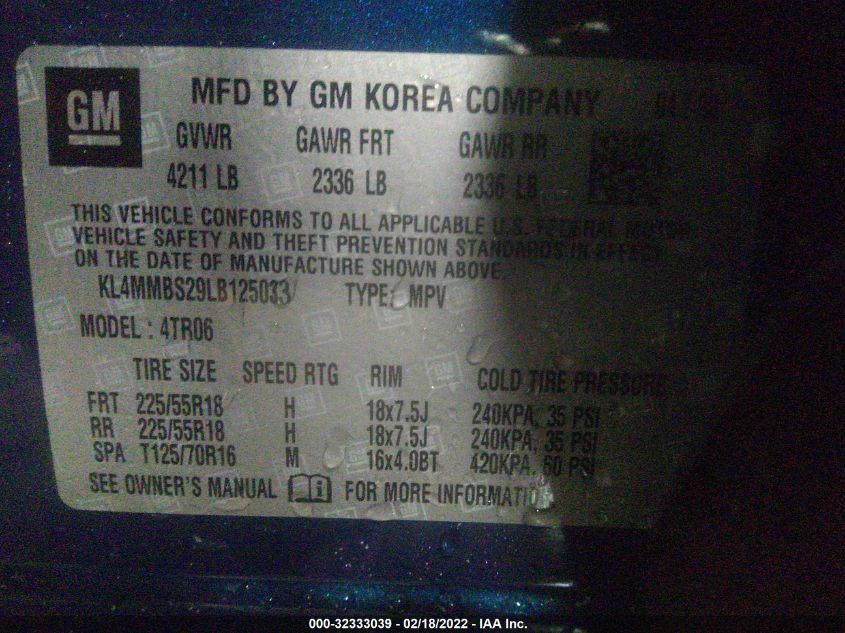 GM
MFD BY GM KOREA COMPANY
GVWR GAWR FRT GAWR RR
4211 LB 2336 LB 2336 LB
THIS VEHICLE CONFORMS TO ALL APPLICABLE U.S. FEDERAL MOTOR
VEHICLE SAFETY AND THEFT PREVENTION STANDARDS IN EFFECT
ON THE DATE OF MANUFACTURE SHOWN ABOVE.
KL4MMBS29LB125033 TYPE: MPV
MODEL: 4TR06
TIRE SIZE SPEED RTG RIM COLD TIRE PRESSURE
FRT 225/55R18 H 18x7.5J 240KPA, 35 PSI
RR 225/55R18 H 18x7.5J 240KPA, 35 PSI
SPA T125/70R16 M 16x4.0BT 420KPA, 60 PSI
SEE OWNER'S MANUAL FOR MORE INFORMATION
000-32333039 - 02/18/2022 - IAA Inc.